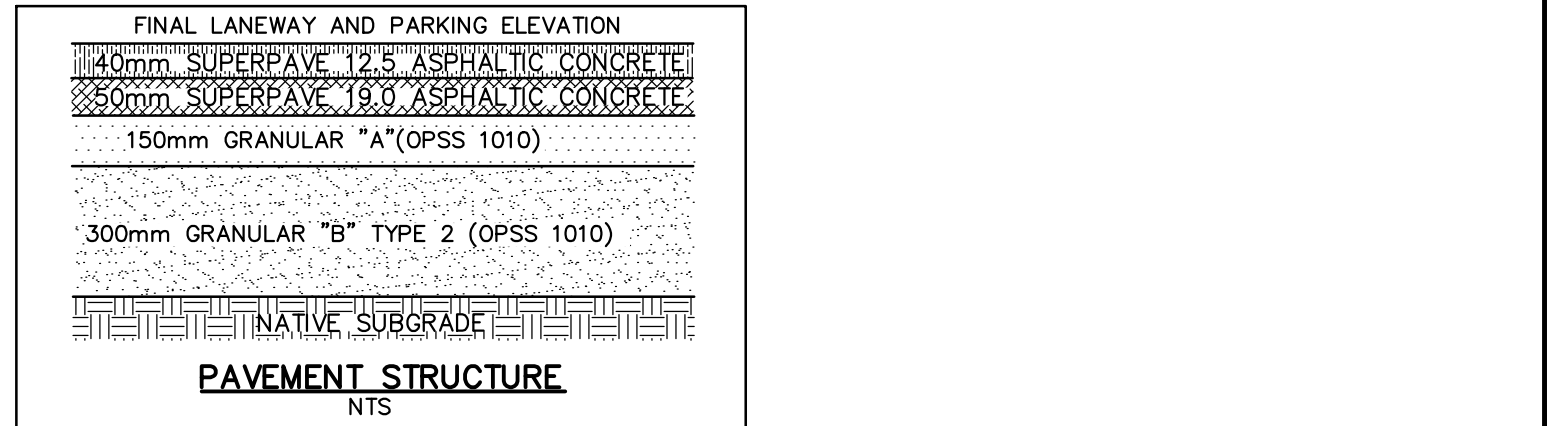 FINAL LANEWAY AND PARKING ELEVATION
40mm SUPERPAVE 12.5 ASPHALTIC CONCRETE
50mm SUPERPAVE 19.0 ASPHALTIC CONCRETE
150mm GRANULAR "A"(OPSS 1010)
300mm GRANULAR "B" TYPE 2 (OPSS 1010)
NATIVE SUBGRADE
PAVEMENT STRUCTURE
NTS